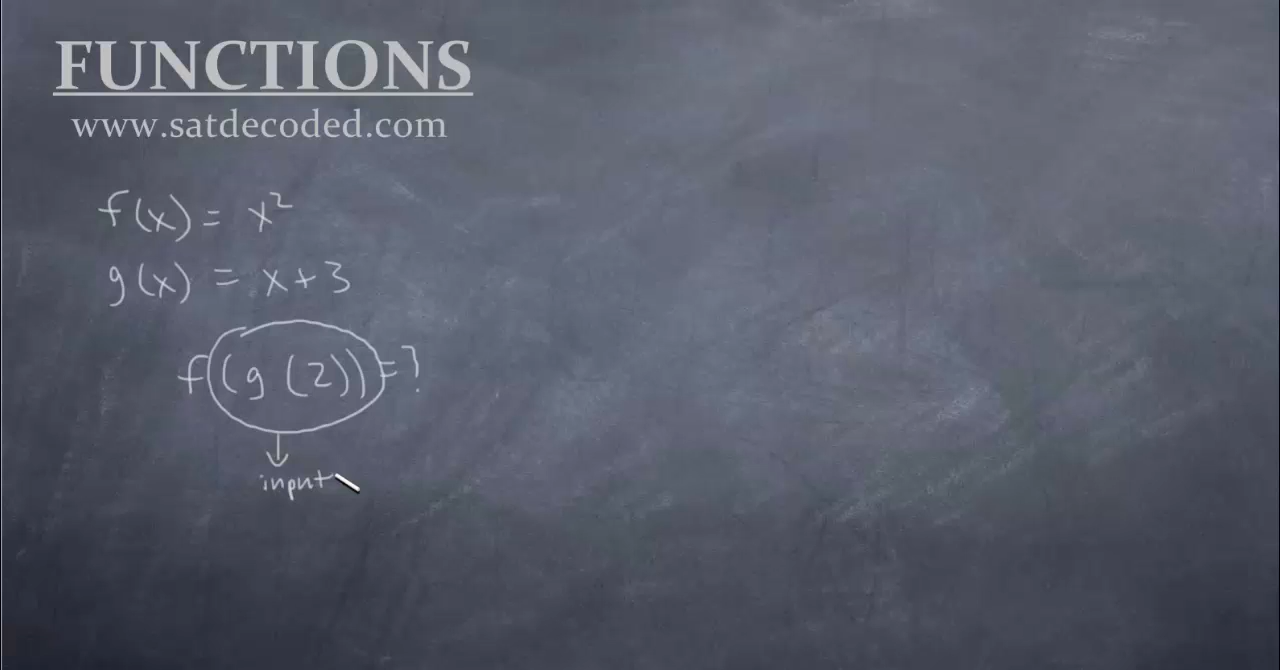 FUNCTIONS
www.satdecoded.com
f(x) = x²
g(x) = x+3
f(g(2))=?
input